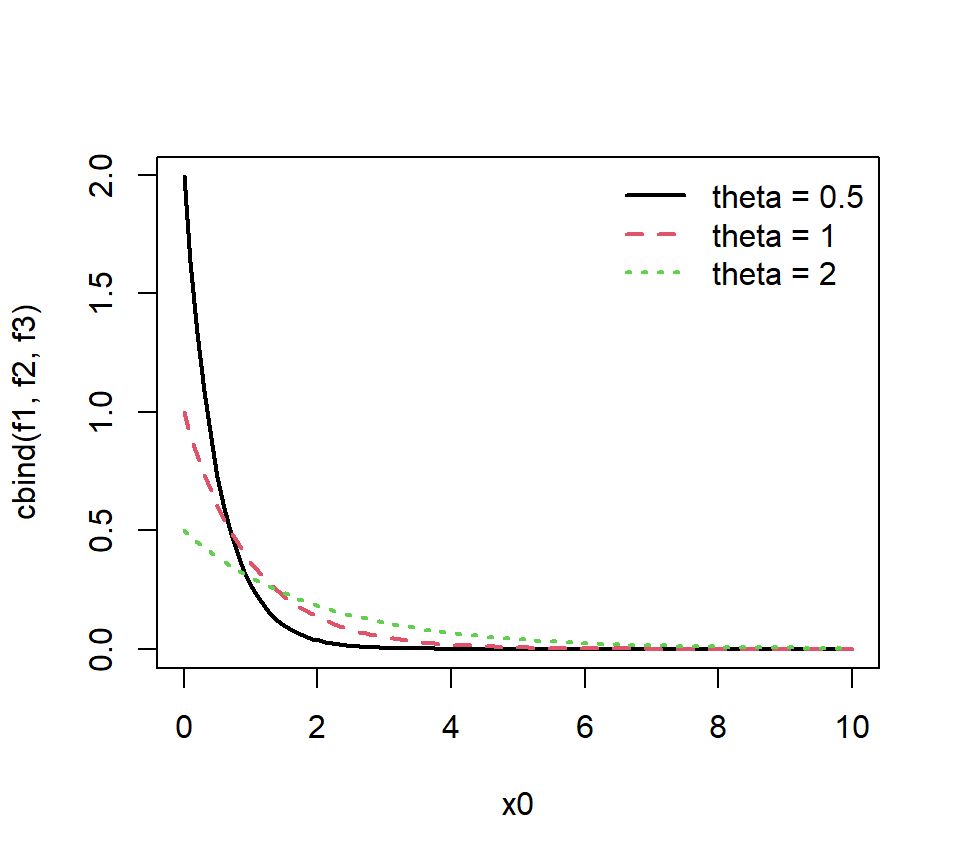 theta = 0.5
theta = 1
theta = 2
cbind(f1, f2, f3)
2.0
1.5
1.0
0.5
0.0
0 2 4 6 8 10
x0